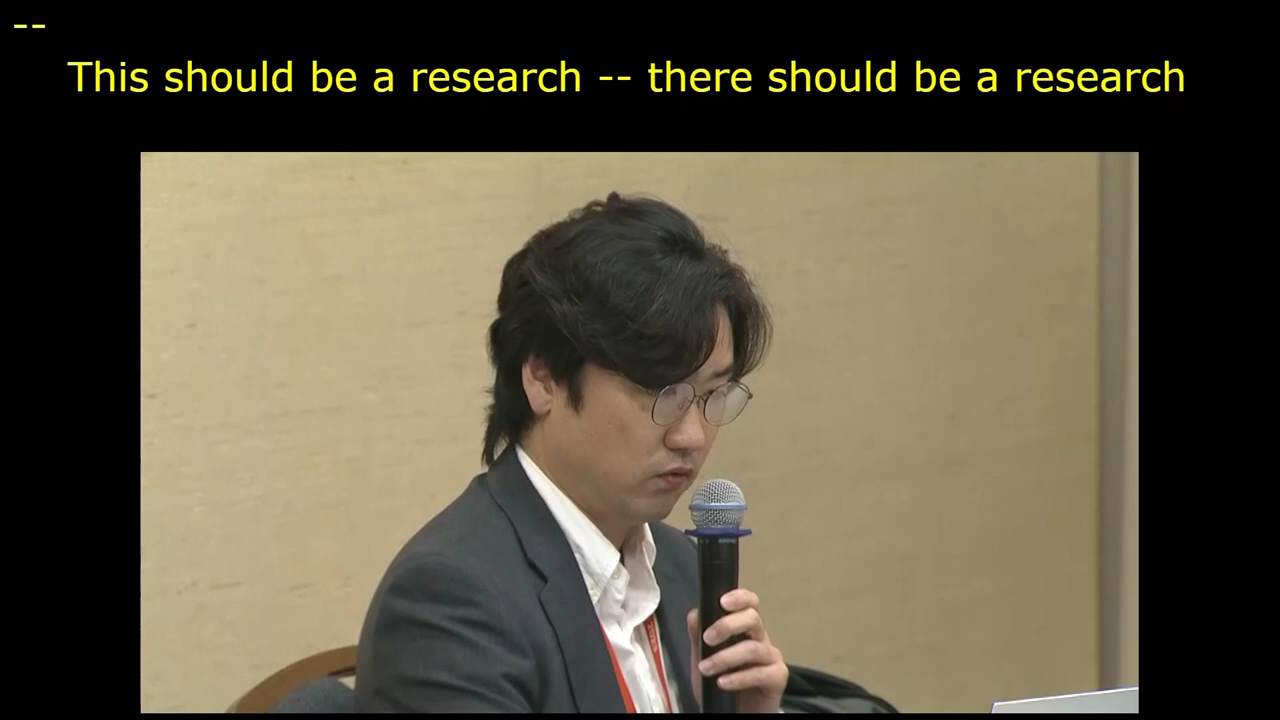 --
This should be a research -- there should be a research